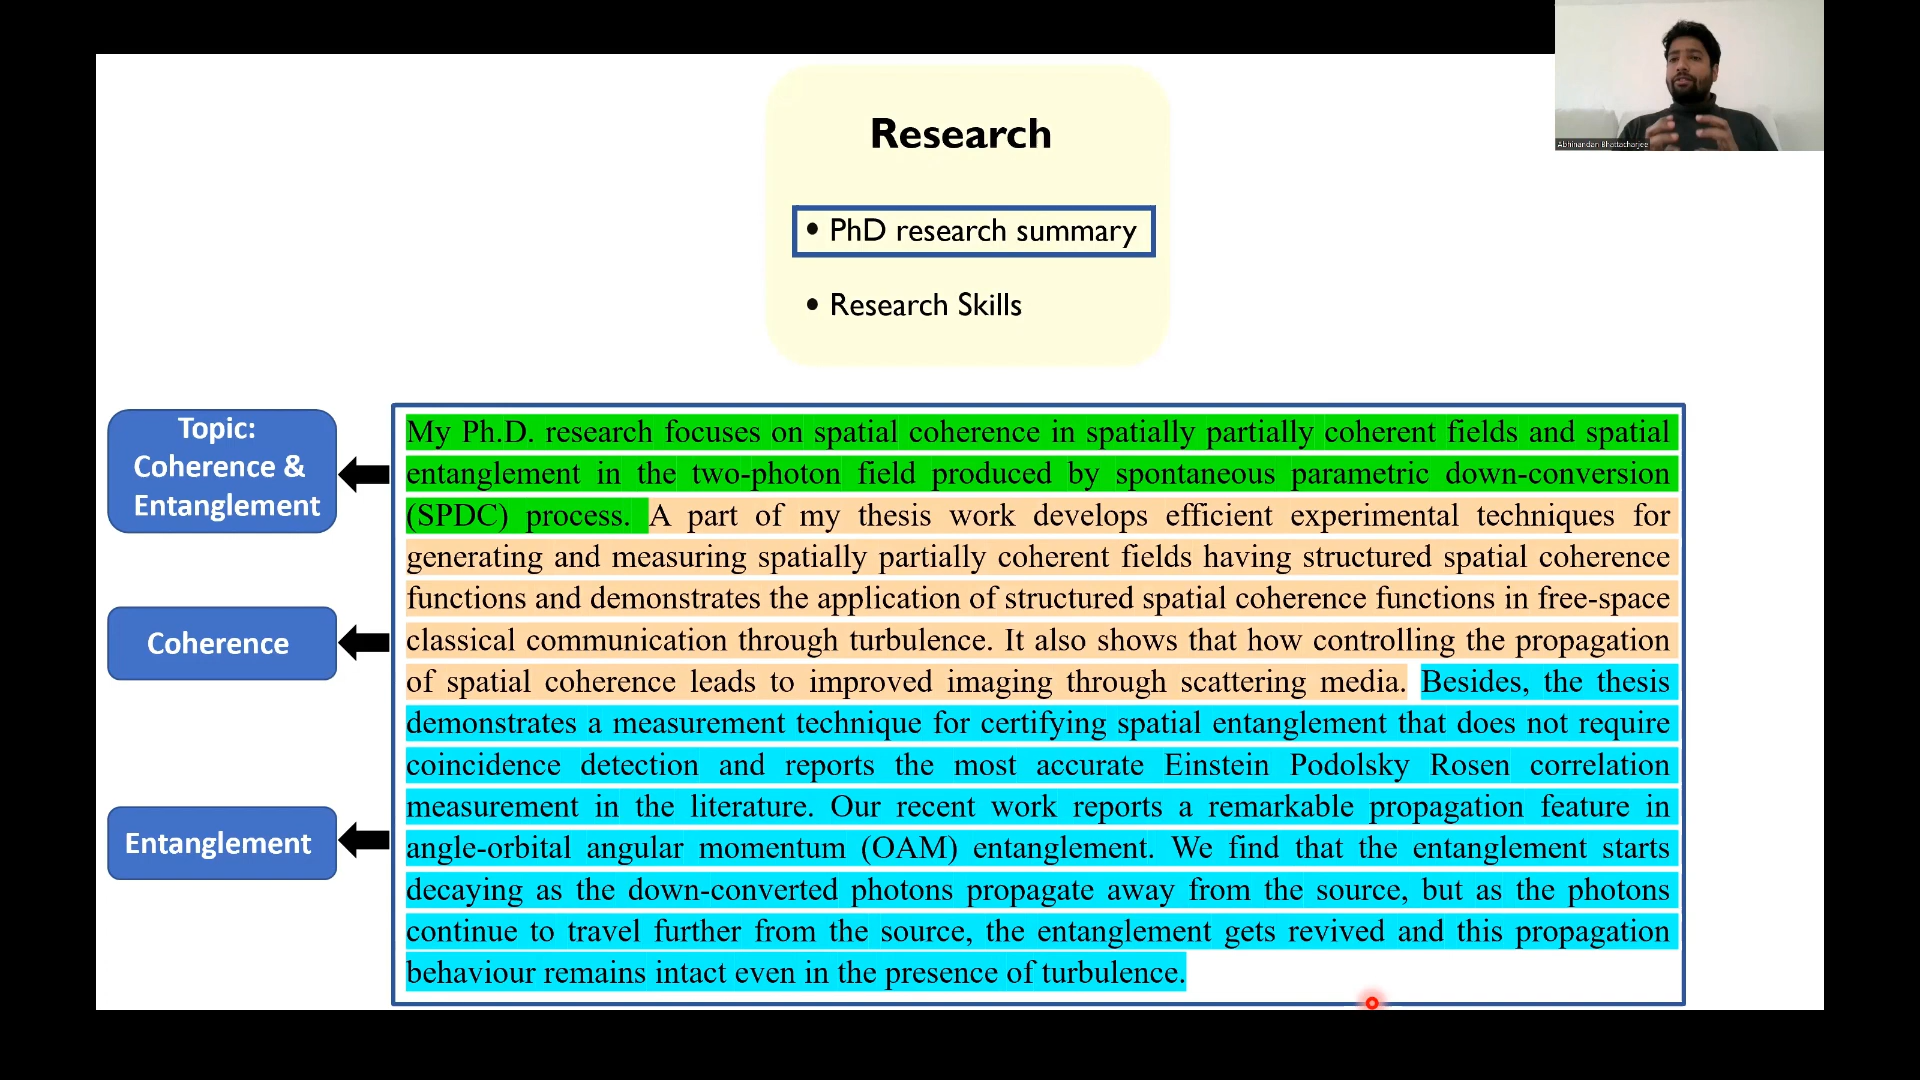 Abhinandan Bhattacharjee
Research
• PhD research summary
• Research Skills
Topic:
Coherence &
Entanglement
Coherence
Entanglement
My Ph.D. research focuses on spatial coherence in spatially partially coherent fields and spatial
entanglement in the two-photon field produced by spontaneous parametric down-conversion
(SPDC) process. A part of my thesis work develops efficient experimental techniques for
generating and measuring spatially partially coherent fields having structured spatial coherence
functions and demonstrates the application of structured spatial coherence functions in free-space
classical communication through turbulence. It also shows that how controlling the propagation
of spatial coherence leads to improved imaging through scattering media. Besides, the thesis
demonstrates a measurement technique for certifying spatial entanglement that does not require
coincidence detection and reports the most accurate Einstein Podolsky Rosen correlation
measurement in the literature. Our recent work reports a remarkable propagation feature in
angle-orbital angular momentum (OAM) entanglement. We find that the entanglement starts
decaying as the down-converted photons propagate away from the source, but as the photons
continue to travel further from the source, the entanglement gets revived and this propagation
behaviour remains intact even in the presence of turbulence.